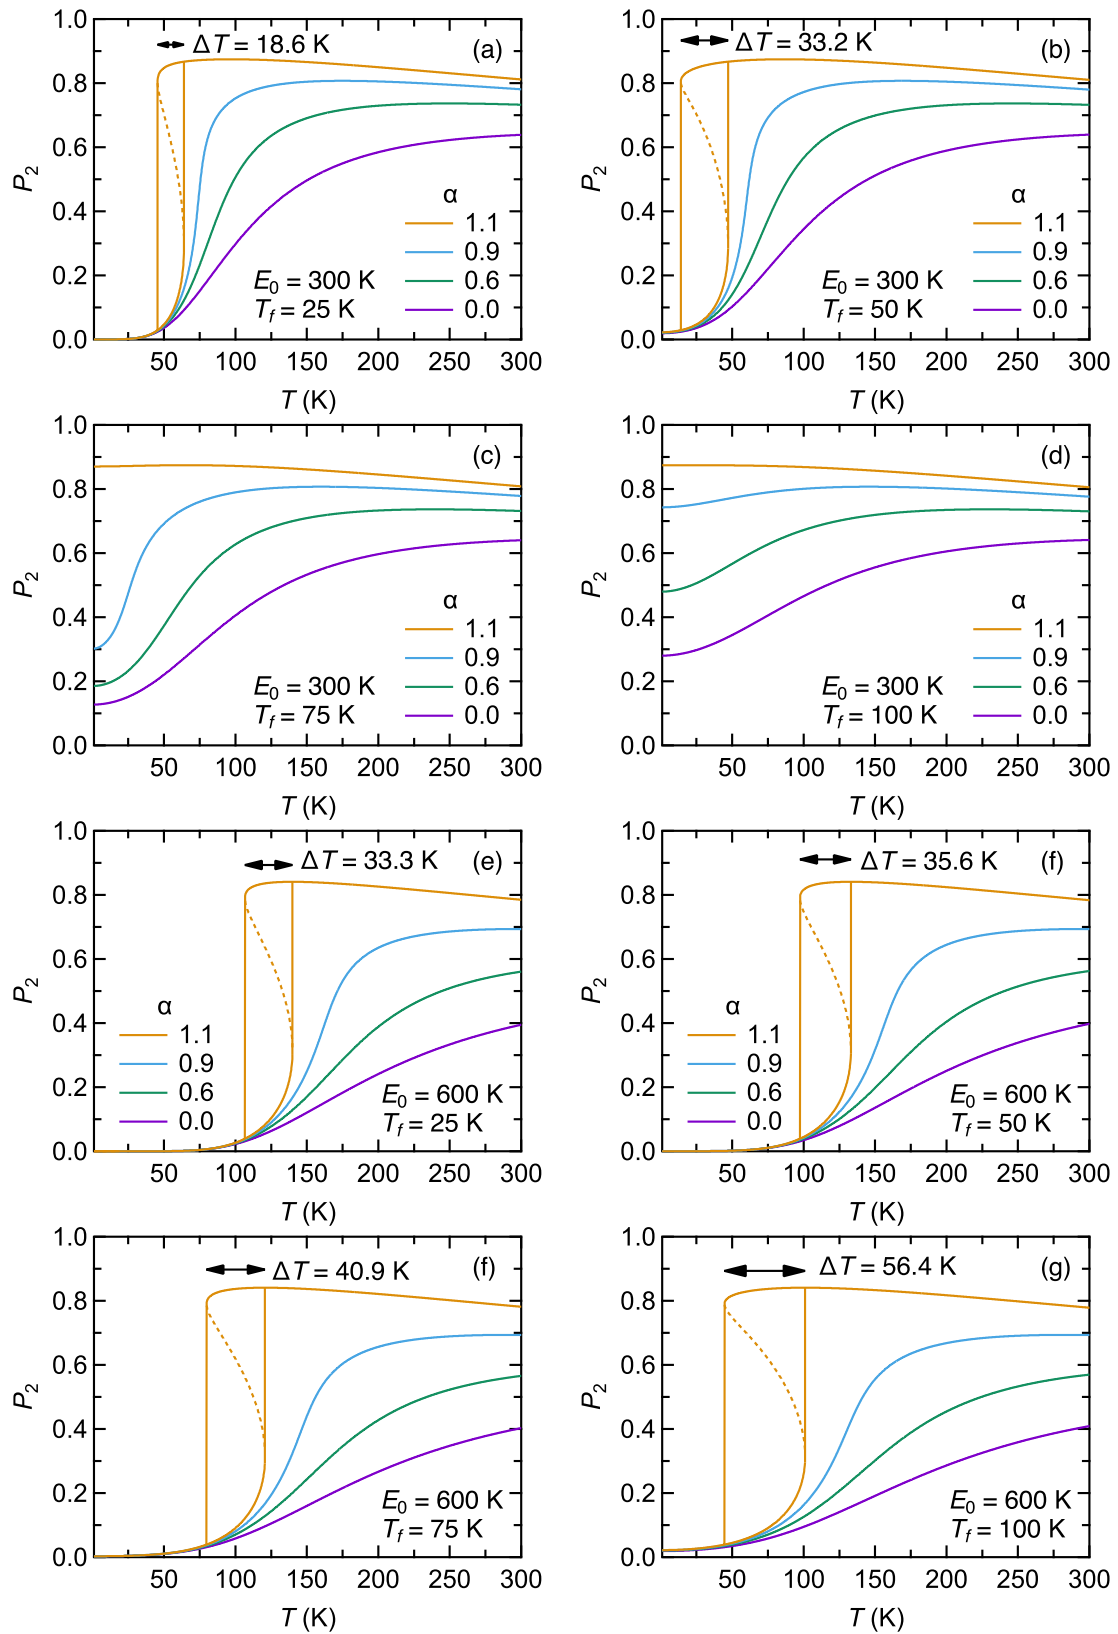 ΔT = 18.6 K (a)
1.0
0.8
0.6
0.4
0.2
0.0
P2
α
1.1
0.9
0.6
0.0
E0 = 300 K
Tf = 25 K
50 100 150 200 250 300
T (K)
ΔT = 33.2 K (b)
1.0
0.8
0.6
0.4
0.2
0.0
P2
α
1.1
0.9
0.6
0.0
E0 = 300 K
Tf = 50 K
50 100 150 200 250 300
T (K)
(c)
1.0
0.8
0.6
0.4
0.2
0.0
P2
α
1.1
0.9
0.6
0.0
E0 = 300 K
Tf = 75 K
50 100 150 200 250 300
T (K)
(d)
1.0
0.8
0.6
0.4
0.2
0.0
P2
α
1.1
0.9
0.6
0.0
E0 = 300 K
Tf = 100 K
50 100 150 200 250 300
T (K)
ΔT = 33.3 K (e)
1.0
0.8
0.6
0.4
0.2
0.0
P2
α
1.1
0.9
0.6
0.0
E0 = 600 K
Tf = 25 K
50 100 150 200 250 300
T (K)
ΔT = 35.6 K (f)
1.0
0.8
0.6
0.4
0.2
0.0
P2
α
1.1
0.9
0.6
0.0
E0 = 600 K
Tf = 50 K
50 100 150 200 250 300
T (K)
ΔT = 40.9 K (f)
1.0
0.8
0.6
0.4
0.2
0.0
P2
E0 = 600 K
Tf = 75 K
50 100 150 200 250 300
T (K)
ΔT = 56.4 K (g)
1.0
0.8
0.6
0.4
0.2
0.0
P2
E0 = 600 K
Tf = 100 K
50 100 150 200 250 300
T (K)